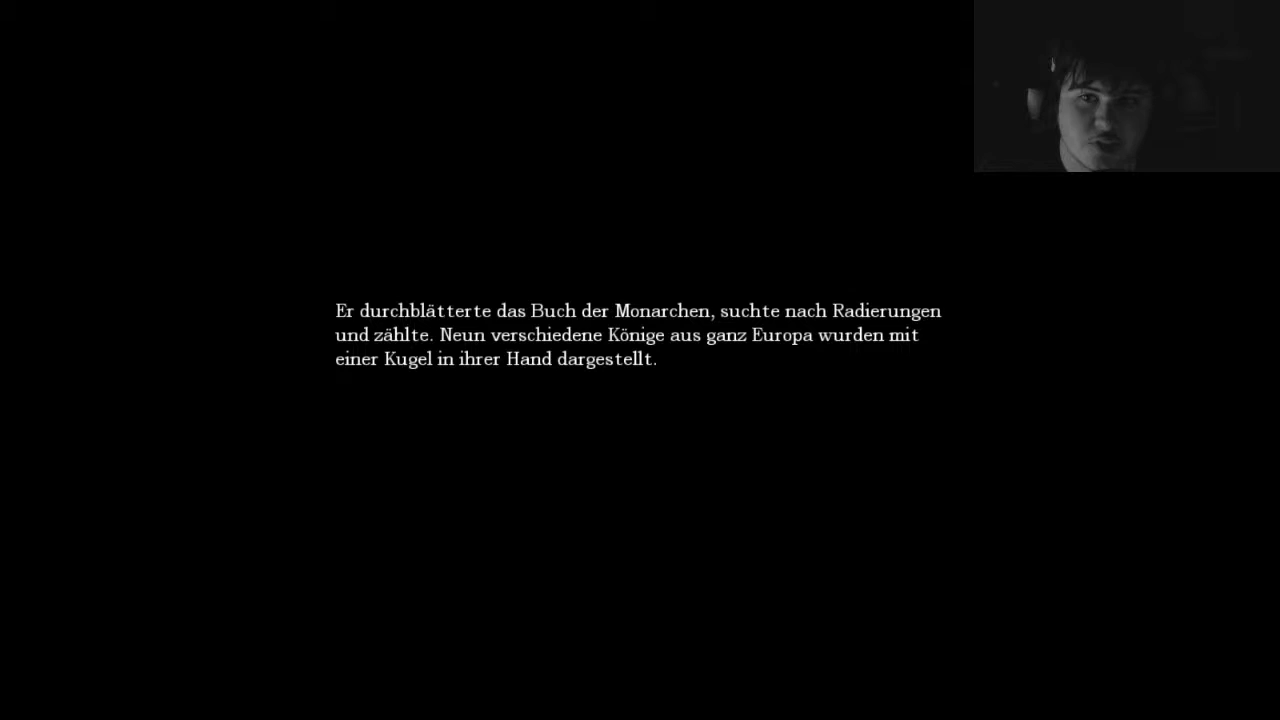 Er durchblätterte das Buch der Monarchen, suchte nach Radierungen
und zählte. Neun verschiedene Könige aus ganz Europa wurden mit
einer Kugel in ihrer Hand dargestellt.